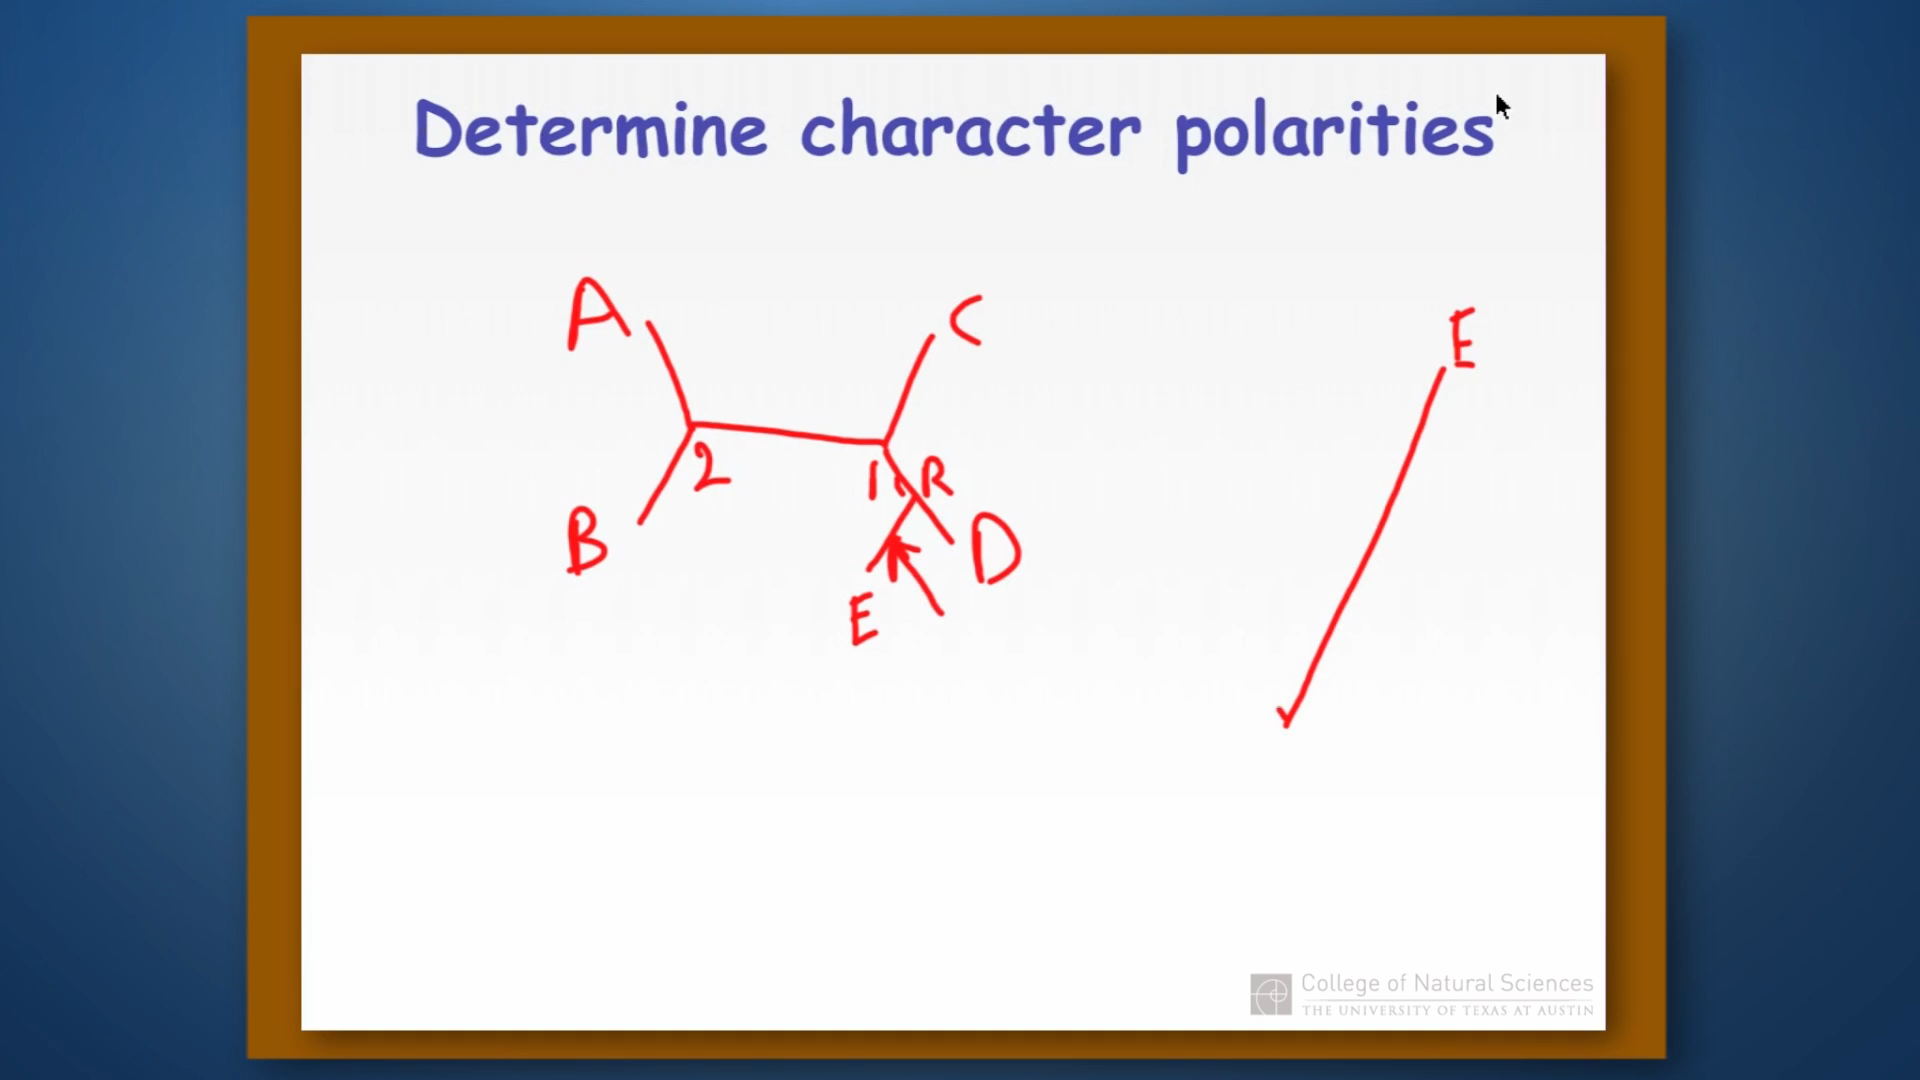 Determine character polarities
A
C
E
2
1
R
B
D
E
College of Natural Sciences
THE UNIVERSITY OF TEXAS AT AUSTIN